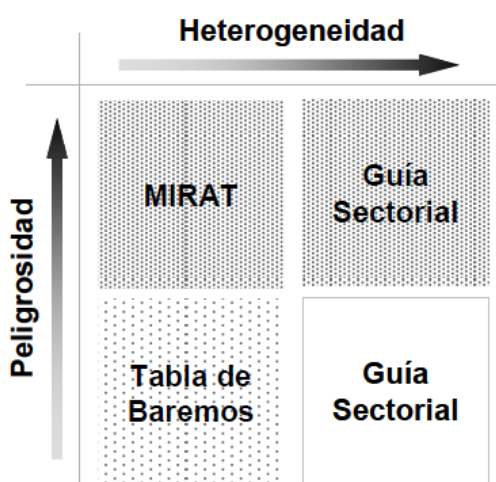 Heterogeneidad
Peligrosidad
MIRAT
Guía
Sectorial
Tabla de
Baremos
Guía
Sectorial